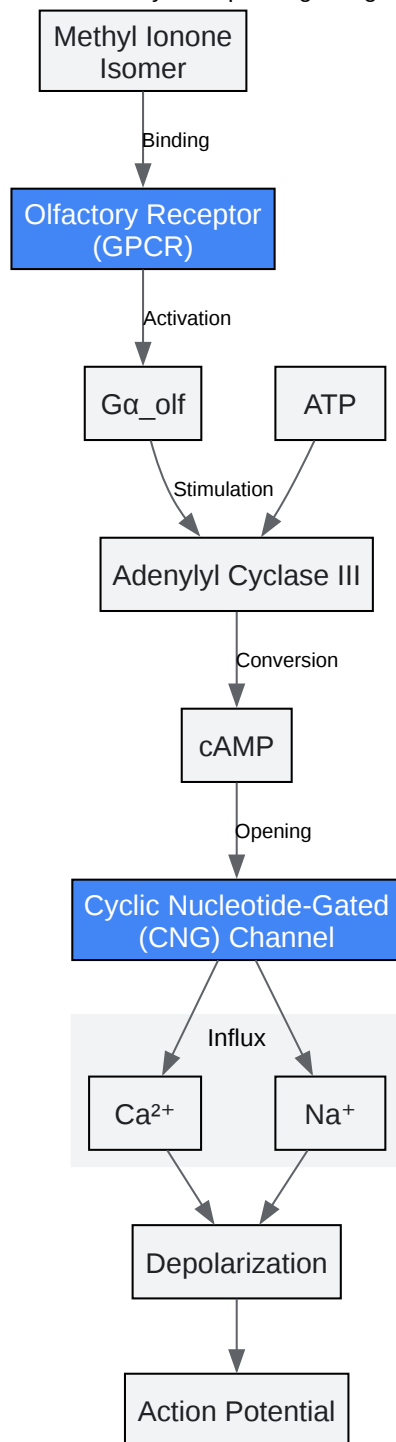 Methyl Ionone
Isomer
Binding
Olfactory Receptor
(GPCR)
Activation
Gα_olf
ATP
Stimulation
Adenylyl Cyclase III
Conversion
cAMP
Opening
Cyclic Nucleotide-Gated
(CNG) Channel
Influx
Ca²⁺
Na⁺
Depolarization
Action Potential